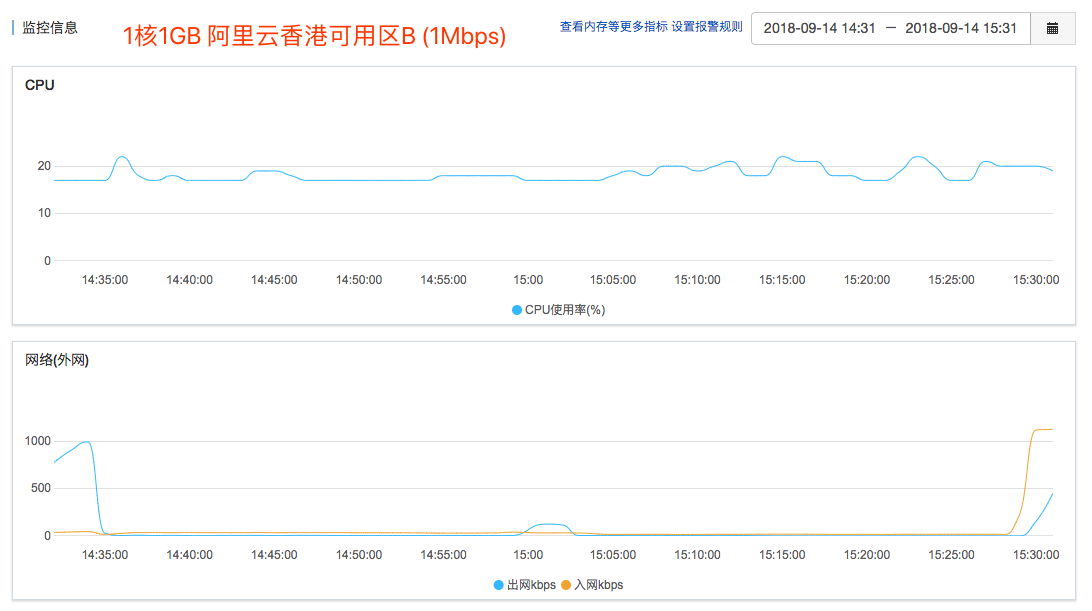 监控信息
1核1GB 阿里云香港可用区B (1Mbps)
查看内存等更多指标 设置报警规则
2018-09-14 14:31 — 2018-09-14 15:31
CPU
20
10
0
14:35:00 14:40:00 14:45:00 14:50:00 14:55:00 15:00 15:05:00 15:10:00 15:15:00 15:20:00 15:25:00 15:30:00
CPU使用率(%)
网络(外网)
1000
500
0
14:35:00 14:40:00 14:45:00 14:50:00 14:55:00 15:00 15:05:00 15:10:00 15:15:00 15:20:00 15:25:00 15:30:00
出网kbps 入网kbps